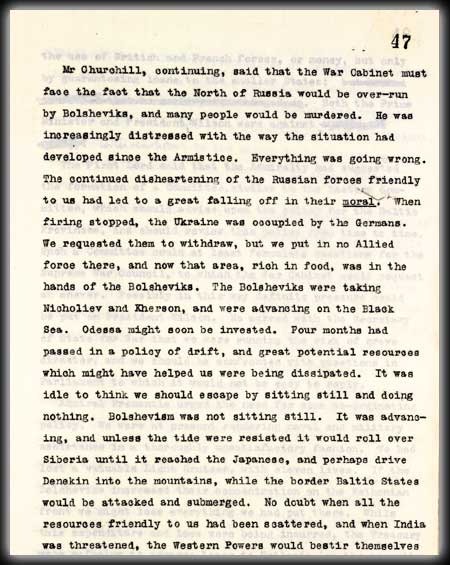 47
Mr Churchill, continuing, said that the War Cabinet must
face the fact that the North of Russia would be over-run
by Bolsheviks, and many people would be murdered. He was
increasingly distressed with the way the situation had
developed since the Armistice. Everything was going wrong.
The continued disheartening of the Russian forces friendly
to us had led to a great falling off in their moral. When
firing stopped, the Ukraine was occupied by the Germans.
We requested them to withdraw, but we put in no Allied
force there, and now that area, rich in food, was in the
hands of the Bolsheviks. The Bolsheviks were taking
Nicholiev and Kherson, and were advancing on the Black
Sea. Odessa might soon be invested. Four months had
passed in a policy of drift, and great potential resources
which might have helped us were being dissipated. It was
idle to think we should escape by sitting still and doing
nothing. Bolshevism was not sitting still. It was advanc-
ing, and unless the tide were resisted it would roll over
Siberia until it reached the Japanese, and perhaps drive
Denekin into the mountains, while the border Baltic States
would be attacked and submerged. No doubt when all the
resources friendly to us had been scattered, and when India
was threatened, the Western Powers would bestir themselves